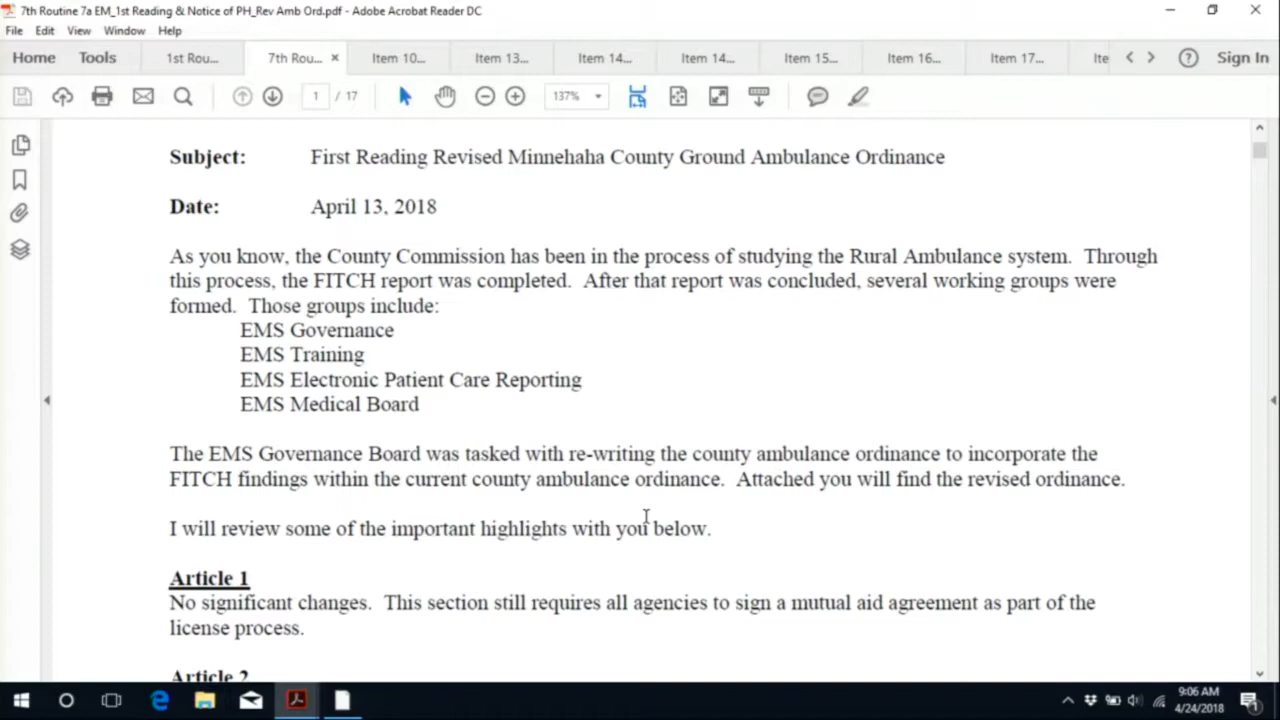 7th Routine 7a EM_1st Reading & Notice of PH_Rev Amb Ord.pdf - Adobe Acrobat Reader DC
File Edit View Window Help
Home Tools 1st Rou... 7th Rou... × Item 10... Item 13... Item 14... Item 14... Item 15... Item 16... Item 17... Ite Sign In
1 / 17 137%
Subject: First Reading Revised Minnehaha County Ground Ambulance Ordinance
Date: April 13, 2018
As you know, the County Commission has been in the process of studying the Rural Ambulance system. Through
this process, the FITCH report was completed. After that report was concluded, several working groups were
formed. Those groups include:
EMS Governance
EMS Training
EMS Electronic Patient Care Reporting
EMS Medical Board
The EMS Governance Board was tasked with re-writing the county ambulance ordinance to incorporate the
FITCH findings within the current county ambulance ordinance. Attached you will find the revised ordinance.
I will review some of the important highlights with you below.
Article 1
No significant changes. This section still requires all agencies to sign a mutual aid agreement as part of the
license process.
Article 2
9:06 AM
4/24/2018